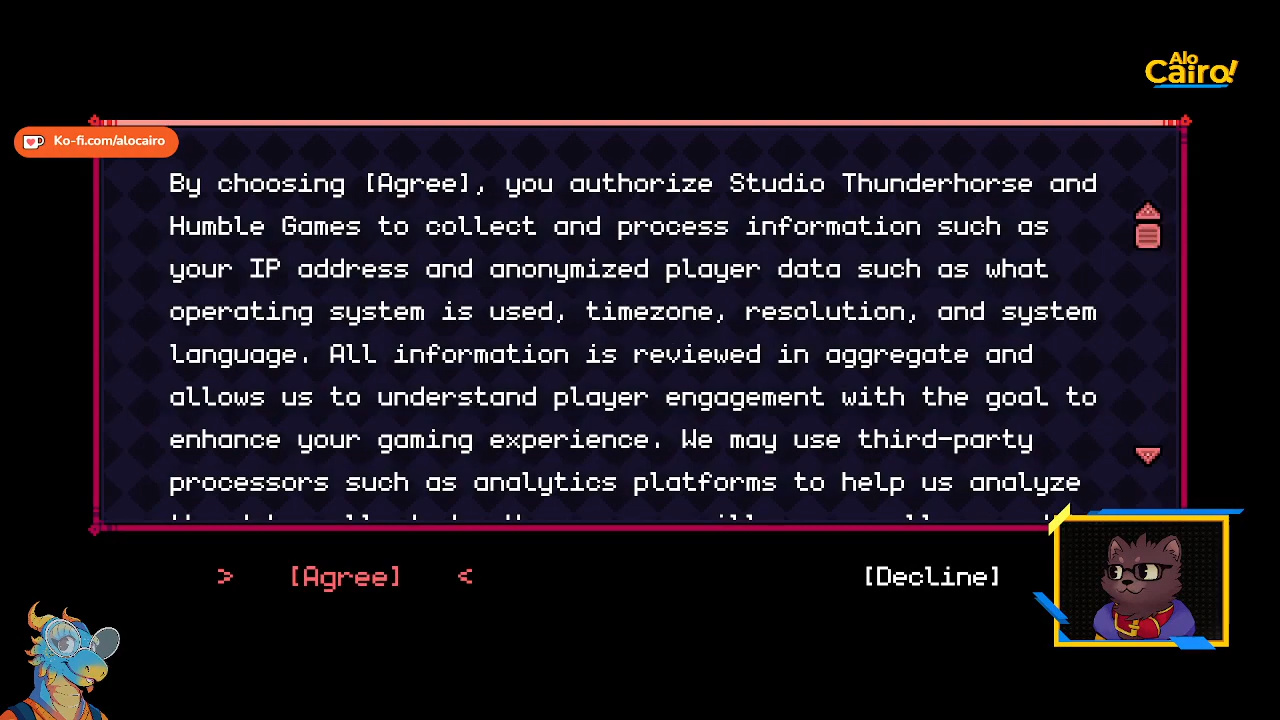 Alo
Cairo!
Ko-fi.com/alocairo
By choosing [Agree], you authorize Studio Thunderhorse and
Humble Games to collect and process information such as
your IP address and anonymized player data such as what
operating system is used, timezone, resolution, and system
language. All information is reviewed in aggregate and
allows us to understand player engagement with the goal to
enhance your gaming experience. We may use third-party
processors such as analytics platforms to help us analyze
> [Agree] <
[Decline]